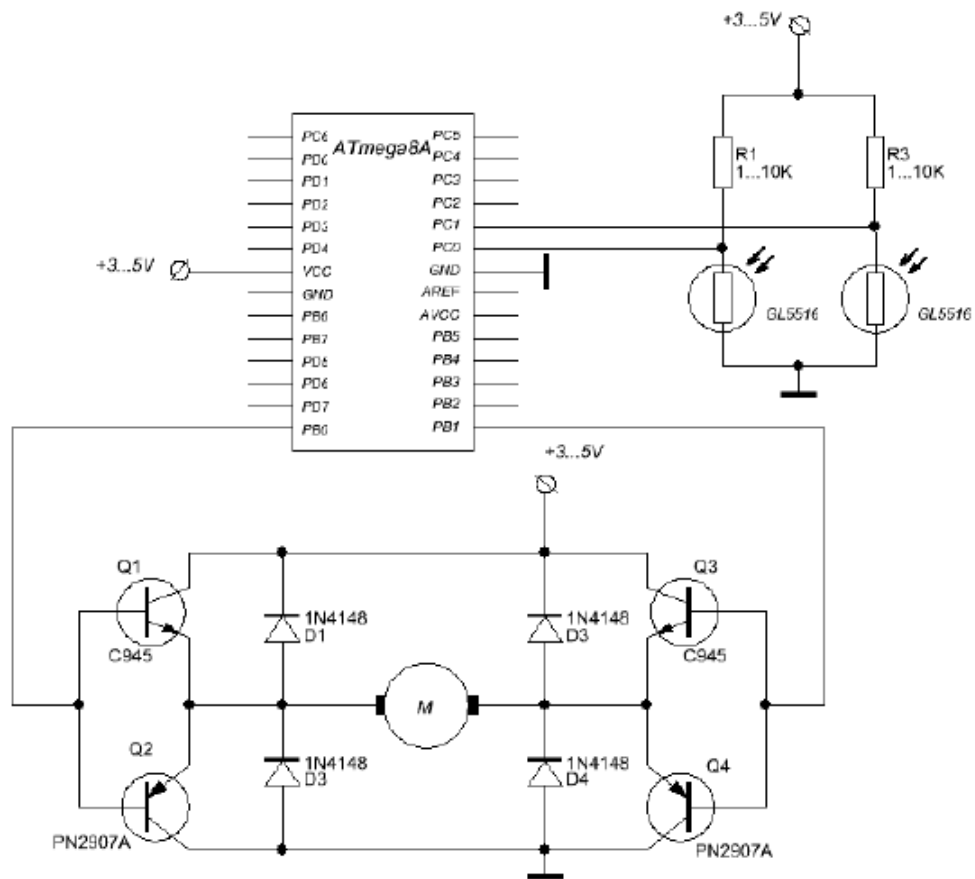 +3...5V
ATmega8A
PC6
PD0
PD1
PD2
PD3
PD4
VCC
GND
PB6
PB7
PD5
PD6
PD7
PB0
PC5
PC4
PC3
PC2
PC1
PC0
GND
AREF
AVCC
PB5
PB4
PB3
PB2
PB1
+3...5V
R1
1...10K
R3
1...10K
GL5516
GL5516
+3...5V
Q1
C945
1N4148
D1
1N4148
D3
Q3
C945
M
Q2
PN2907A
1N4148
D3
1N4148
D4
Q4
PN2907A